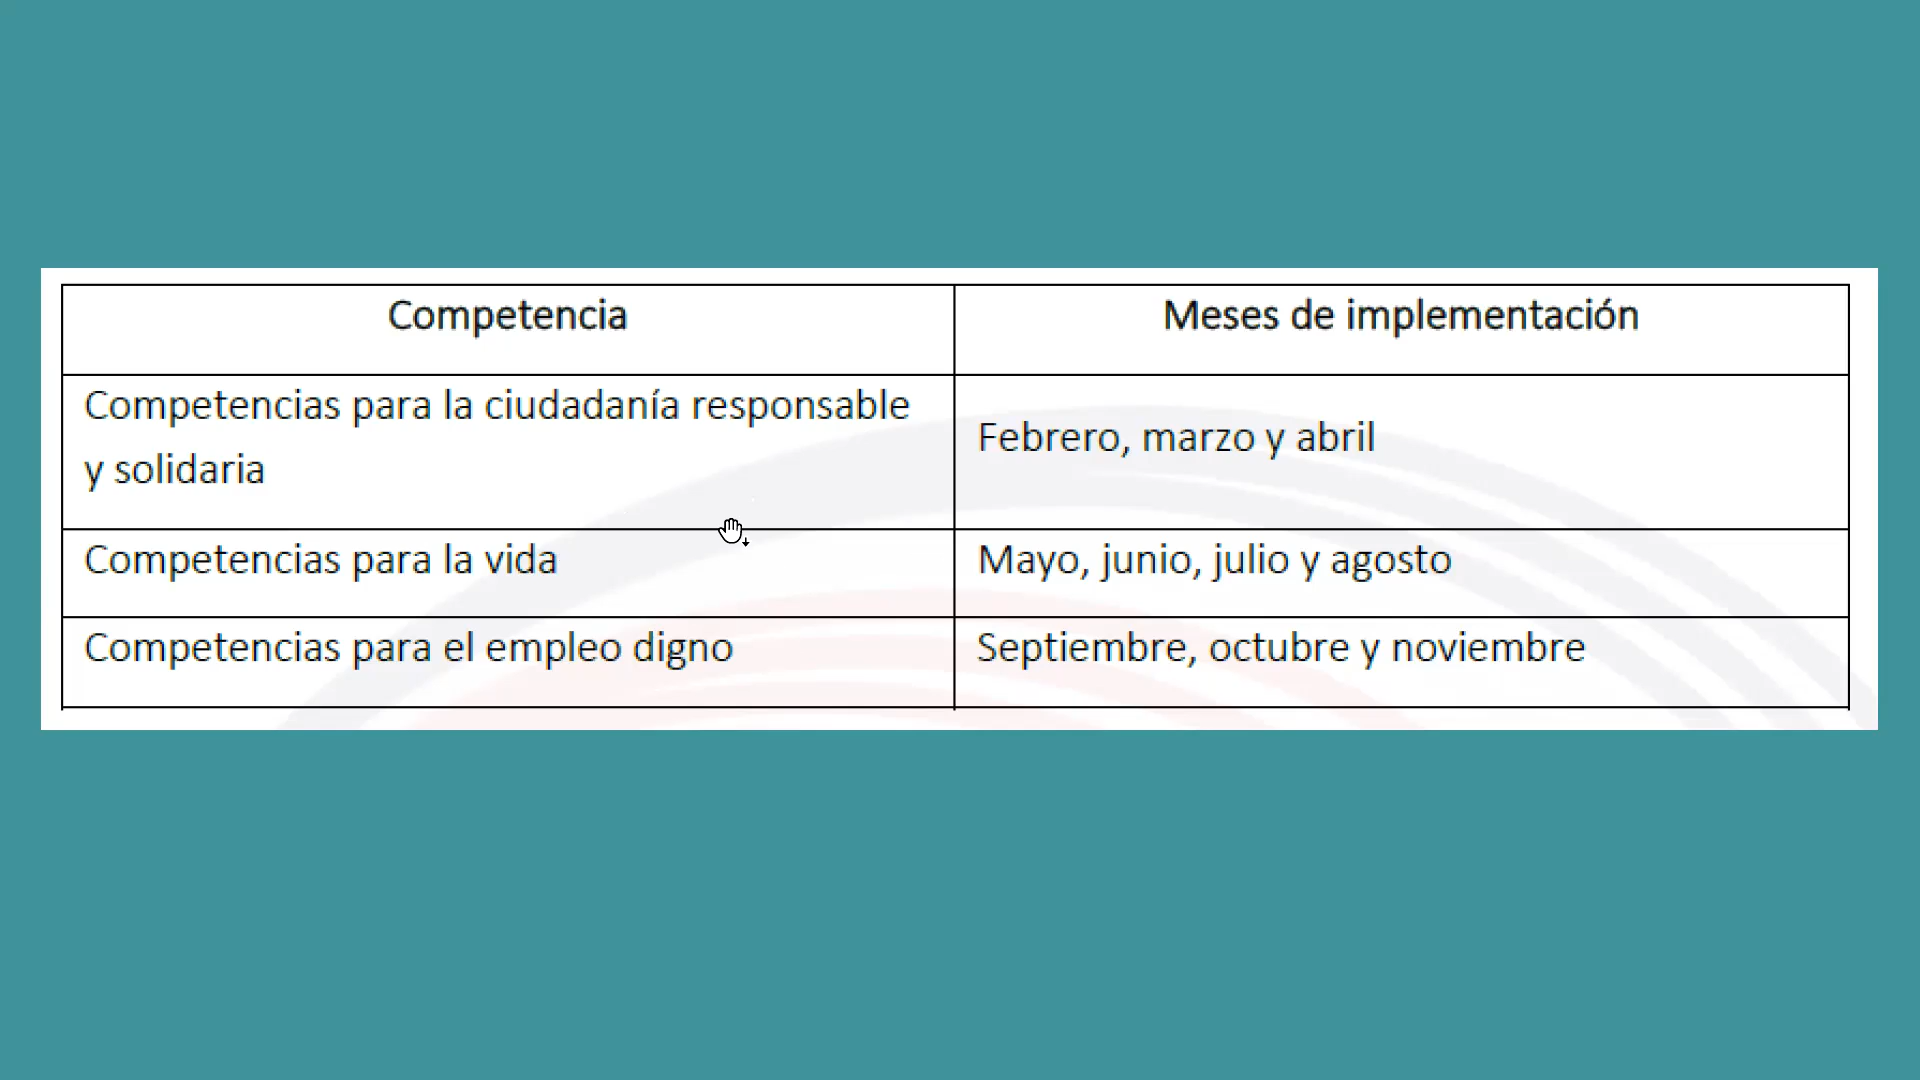 Competencia
Meses de implementación
Competencias para la ciudadanía responsable
y solidaria
Febrero, marzo y abril
Competencias para la vida
Mayo, junio, julio y agosto
Competencias para el empleo digno
Septiembre, octubre y noviembre